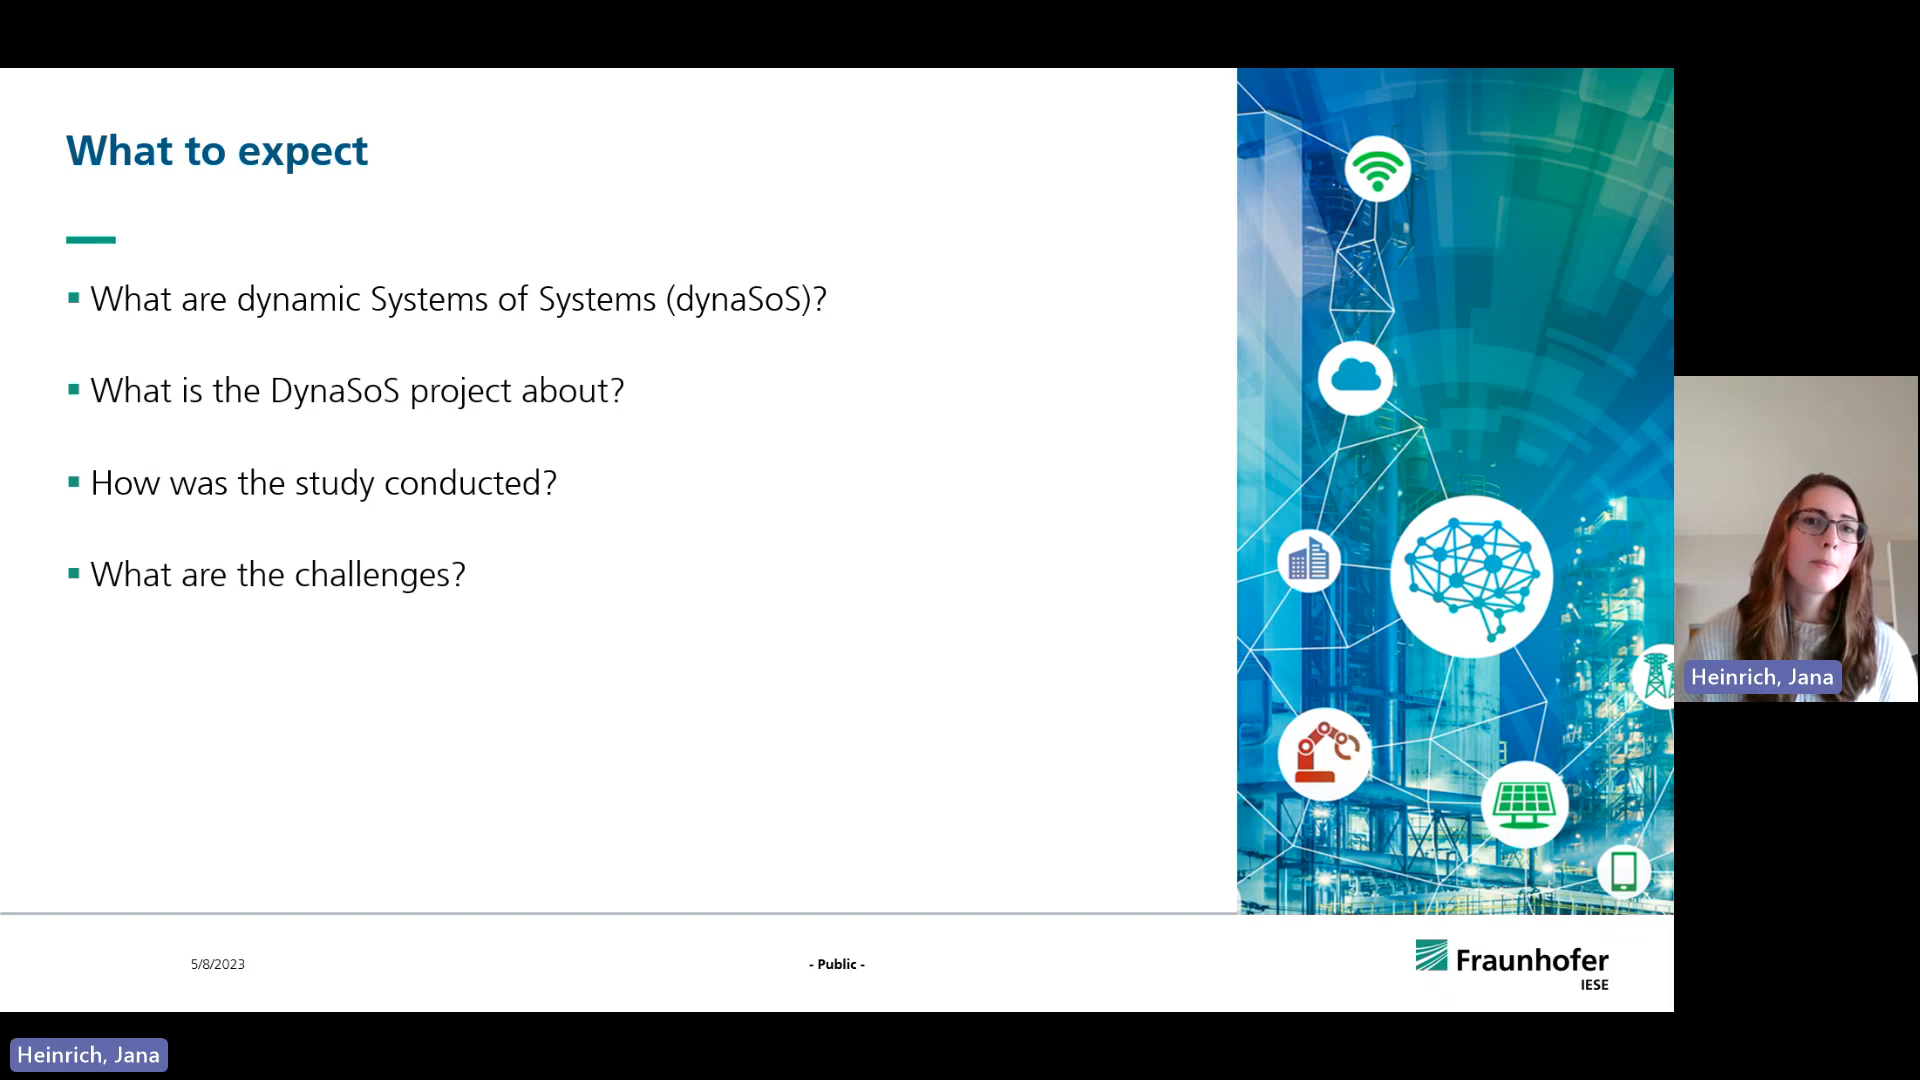 What to expect
What are dynamic Systems of Systems (dynaSoS)?
What is the DynaSoS project about?
How was the study conducted?
What are the challenges?
Heinrich, Jana
5/8/2023
- Public -
Fraunhofer
IESE
Heinrich, Jana